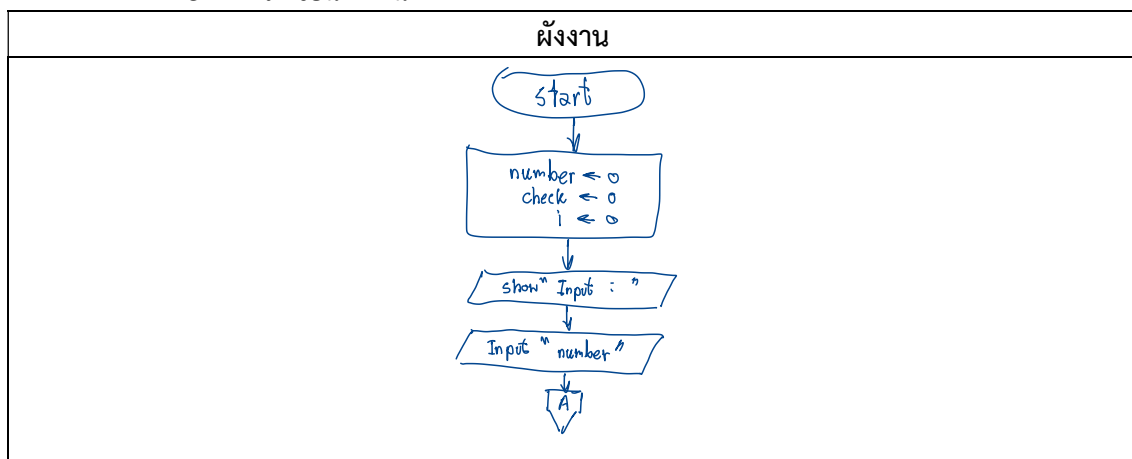 ผังงาน
start
number ← 0
check ← 0
i ← 0
show " Input : "
Input " number "
A